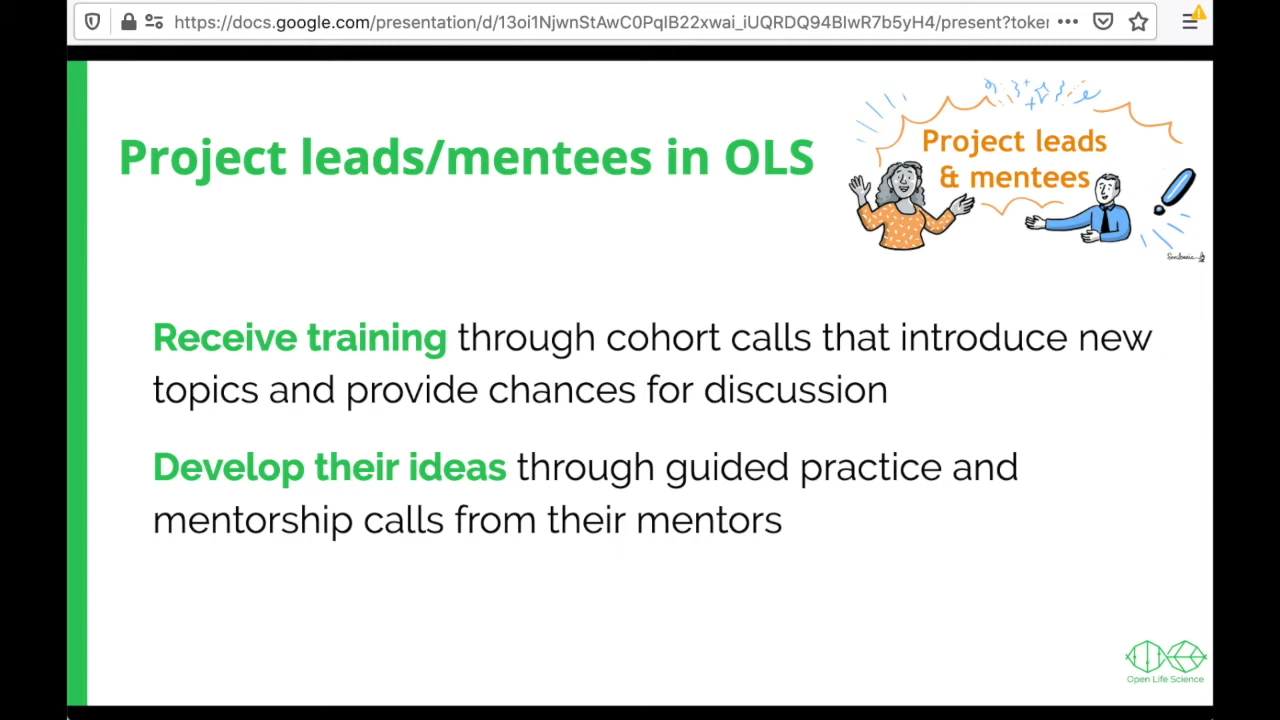 https://docs.google.com/presentation/d/13oi1NjwnStAwC0PqlB22xwai_iUQRDQ94BlwR7b5yH4/present?token
Project leads/mentees in OLS
Project leads
& mentees
Receive training through cohort calls that introduce new
topics and provide chances for discussion
Develop their ideas through guided practice and
mentorship calls from their mentors
Open Life Science